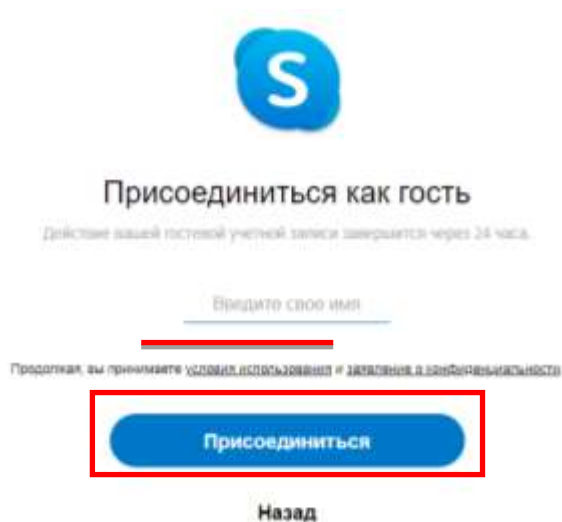 S
Присоединиться как гость
Действие вашей гостевой учетной записи завершится через 24 часа.
Введите свое имя
Продолжая, вы принимаете условия использования и заявление о конфиденциальности
Присоединиться
Назад